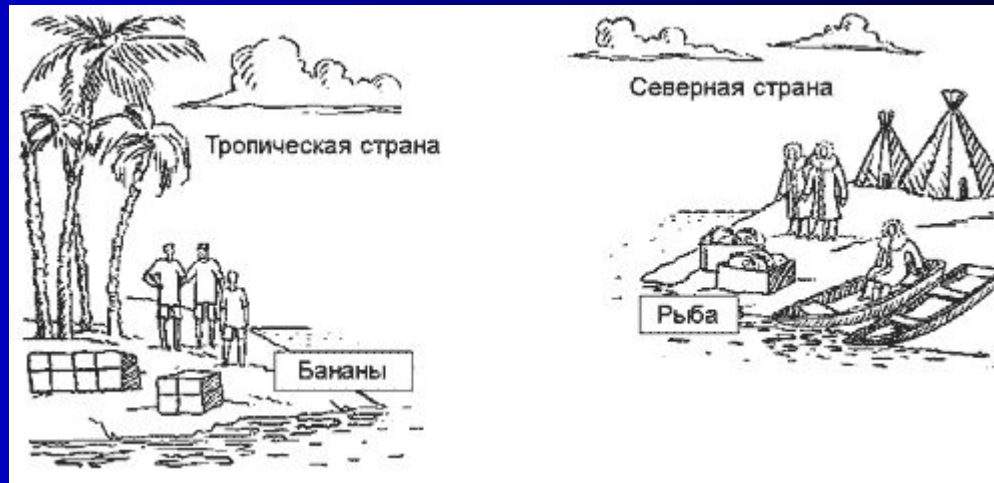 Тропическая страна
Бананы
Северная страна
Рыба